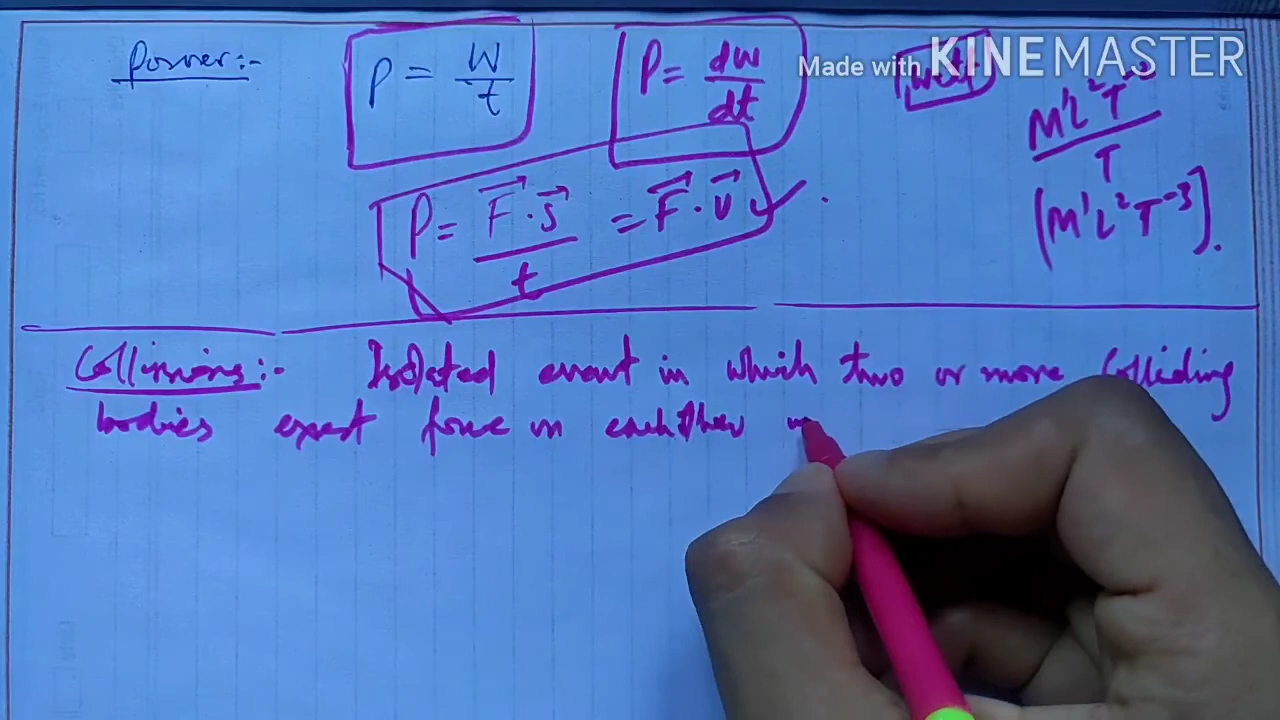 Power:-
P = W/t
P = dw/dt
Made with KINEMASTER
M¹L²T⁻²/T
P = F⃗·s⃗/t = F⃗·v⃗
[M¹L²T⁻³].
Collissions:- Isolated event in which two or more Colliding
bodies exert force on eachother